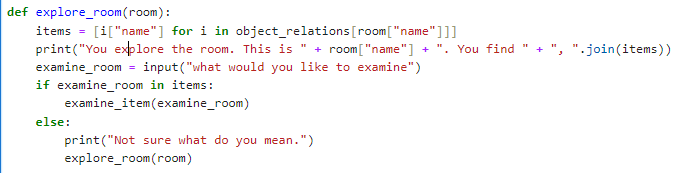 def explore_room(room):
    items = [i["name"] for i in object_relations[room["name"]]]
    print("You explore the room. This is " + room["name"] + ". You find " + ", ".join(items))
    examine_room = input("what would you like to examine")
    if examine_room in items:
        examine_item(examine_room)
    else:
        print("Not sure what do you mean.")
        explore_room(room)